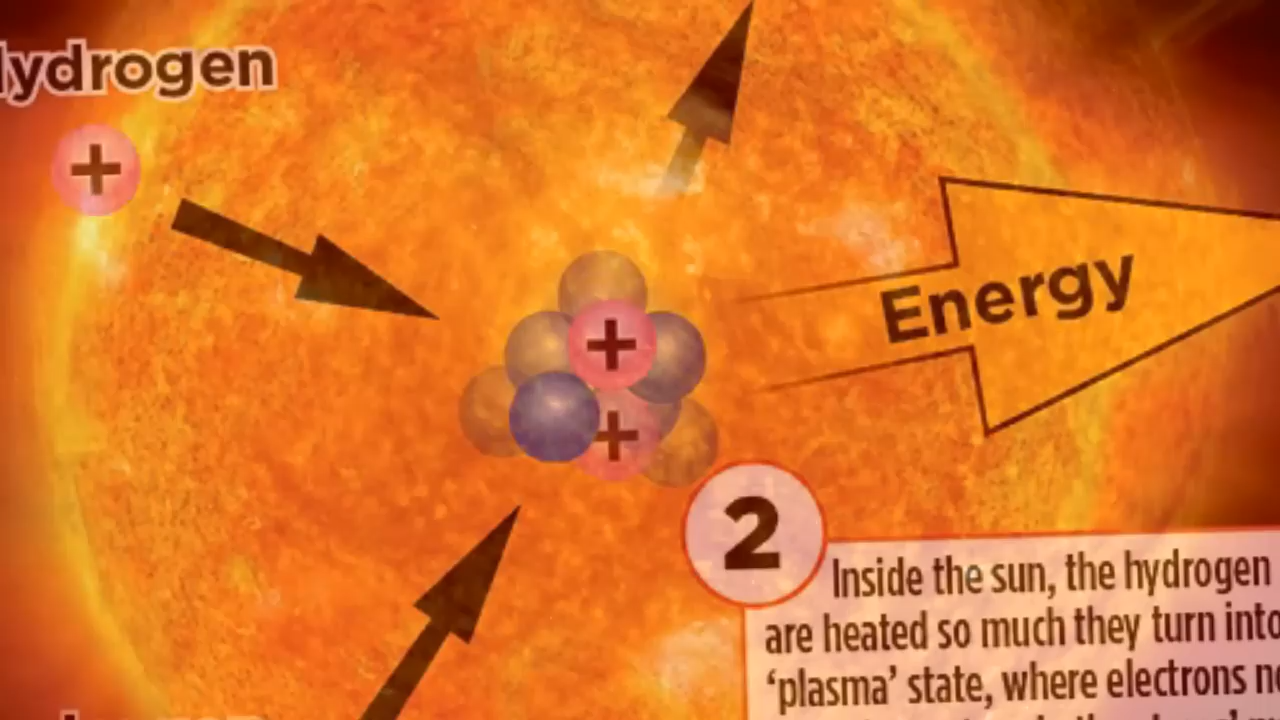 ydrogen
+
+
+
Energy
2
Inside the sun, the hydrogen
are heated so much they turn into
‘plasma’ state, where electrons